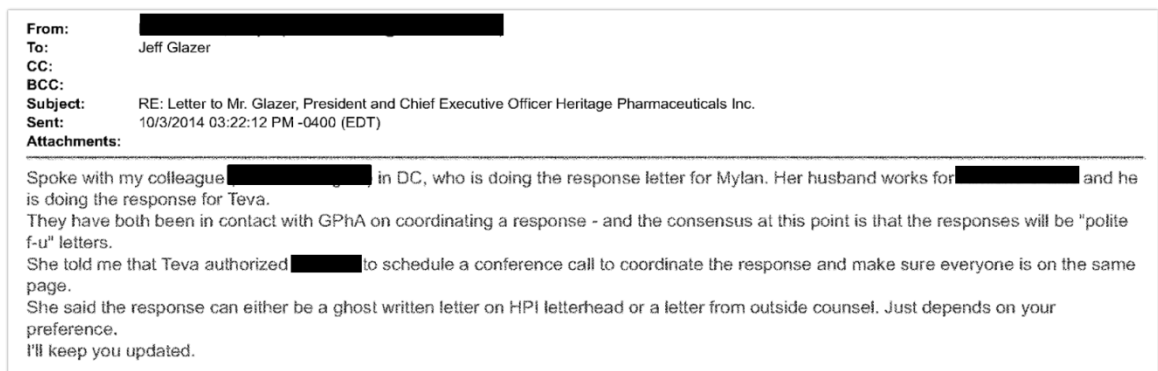 From:
To: Jeff Glazer
CC:
BCC:
Subject: RE: Letter to Mr. Glazer, President and Chief Executive Officer Heritage Pharmaceuticals Inc.
Sent: 10/3/2014 03:22:12 PM -0400 (EDT)
Attachments:
Spoke with my colleague in DC, who is doing the response letter for Mylan. Her husband works for and he
is doing the response for Teva.
They have both been in contact with GPhA on coordinating a response - and the consensus at this point is that the responses will be "polite
f-u" letters.
She told me that Teva authorized to schedule a conference call to coordinate the response and make sure everyone is on the same
page.
She said the response can either be a ghost written letter on HPI letterhead or a letter from outside counsel. Just depends on your
preference.
I'll keep you updated.